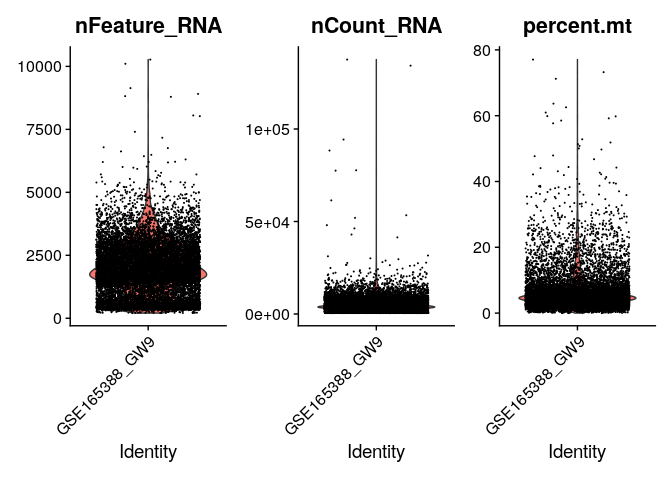 nFeature_RNA
10000
7500
5000
2500
0
GSE165388_GW9
Identity
nCount_RNA
1e+05
5e+04
0e+00
GSE165388_GW9
Identity
percent.mt
80
60
40
20
0
GSE165388_GW9
Identity